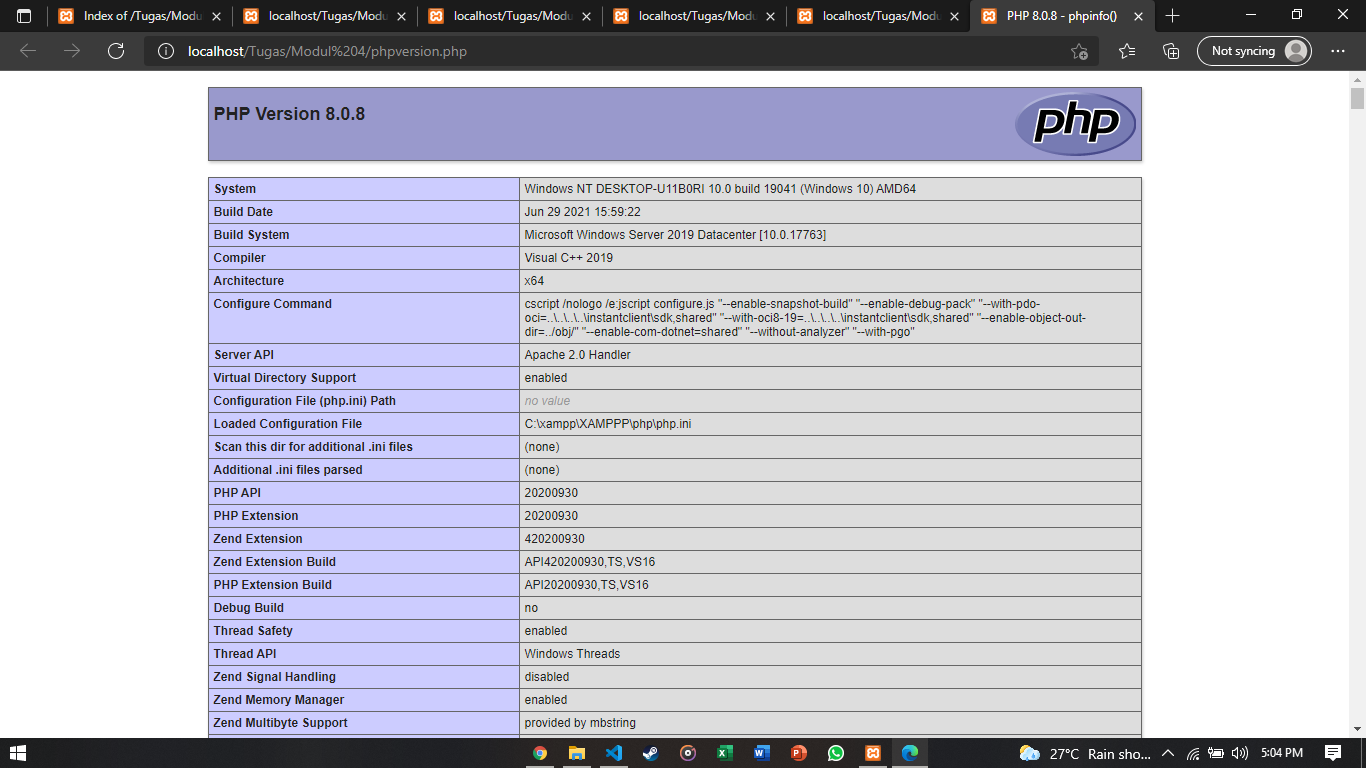 Index of /Tugas/Modu
localhost/Tugas/Modu
localhost/Tugas/Modu
localhost/Tugas/Modu
localhost/Tugas/Modu
PHP 8.0.8 - phpinfo()
localhost/Tugas/Modul%204/phpversion.php
Not syncing
PHP Version 8.0.8
php
System Windows NT DESKTOP-U11B0RI 10.0 build 19041 (Windows 10) AMD64
Build Date Jun 29 2021 15:59:22
Build System Microsoft Windows Server 2019 Datacenter [10.0.17763]
Compiler Visual C++ 2019
Architecture x64
Configure Command cscript /nologo /e:jscript configure.js "--enable-snapshot-build" "--enable-debug-pack" "--with-pdo-
oci=..\..\..\..\instantclient\sdk,shared" "--with-oci8-19=..\..\..\..\instantclient\sdk,shared" "--enable-object-out-
dir=../obj/" "--enable-com-dotnet=shared" "--without-analyzer" "--with-pgo"
Server API Apache 2.0 Handler
Virtual Directory Support enabled
Configuration File (php.ini) Path no value
Loaded Configuration File C:\xampp\XAMPPP\php\php.ini
Scan this dir for additional .ini files (none)
Additional .ini files parsed (none)
PHP API 20200930
PHP Extension 20200930
Zend Extension 420200930
Zend Extension Build API420200930,TS,VS16
PHP Extension Build API20200930,TS,VS16
Debug Build no
Thread Safety enabled
Thread API Windows Threads
Zend Signal Handling disabled
Zend Memory Manager enabled
Zend Multibyte Support provided by mbstring
27°C Rain sho... 5:04 PM